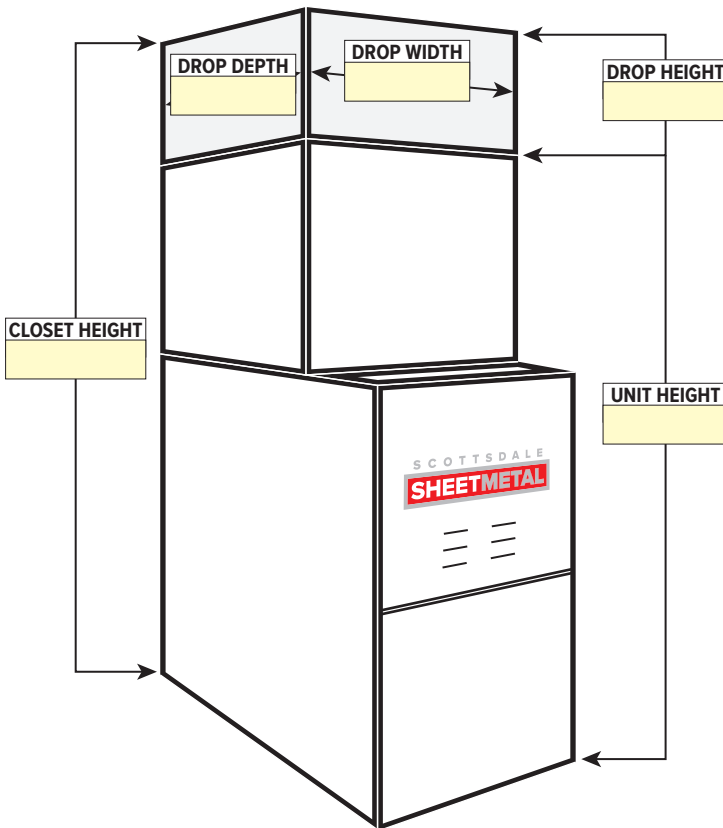 DROP DEPTH
DROP WIDTH
DROP HEIGHT
CLOSET HEIGHT
UNIT HEIGHT
SCOTTSDALE
SHEETMETAL